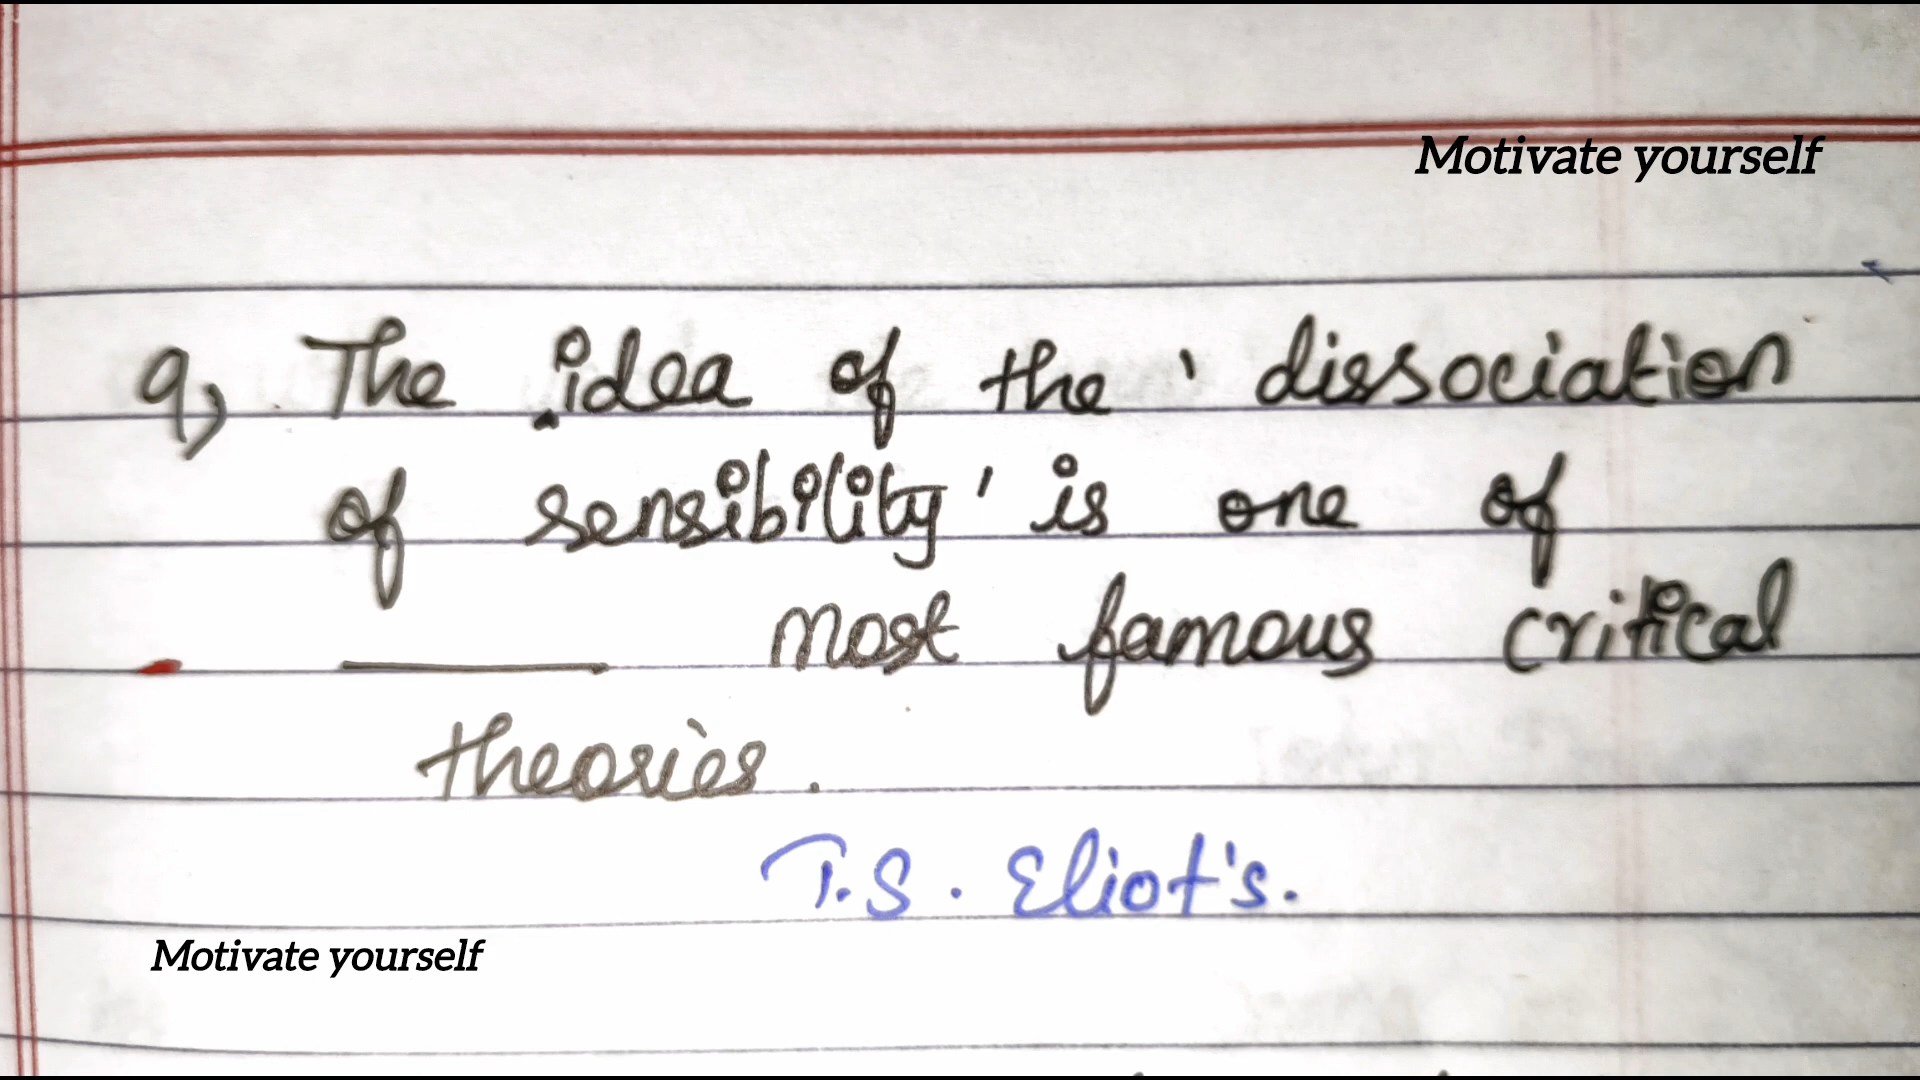 Motivate yourself
9, The idea of the ' dissociation
of sensibility' is one of
______ most famous critical
theories.
T.S. Eliot's.
Motivate yourself